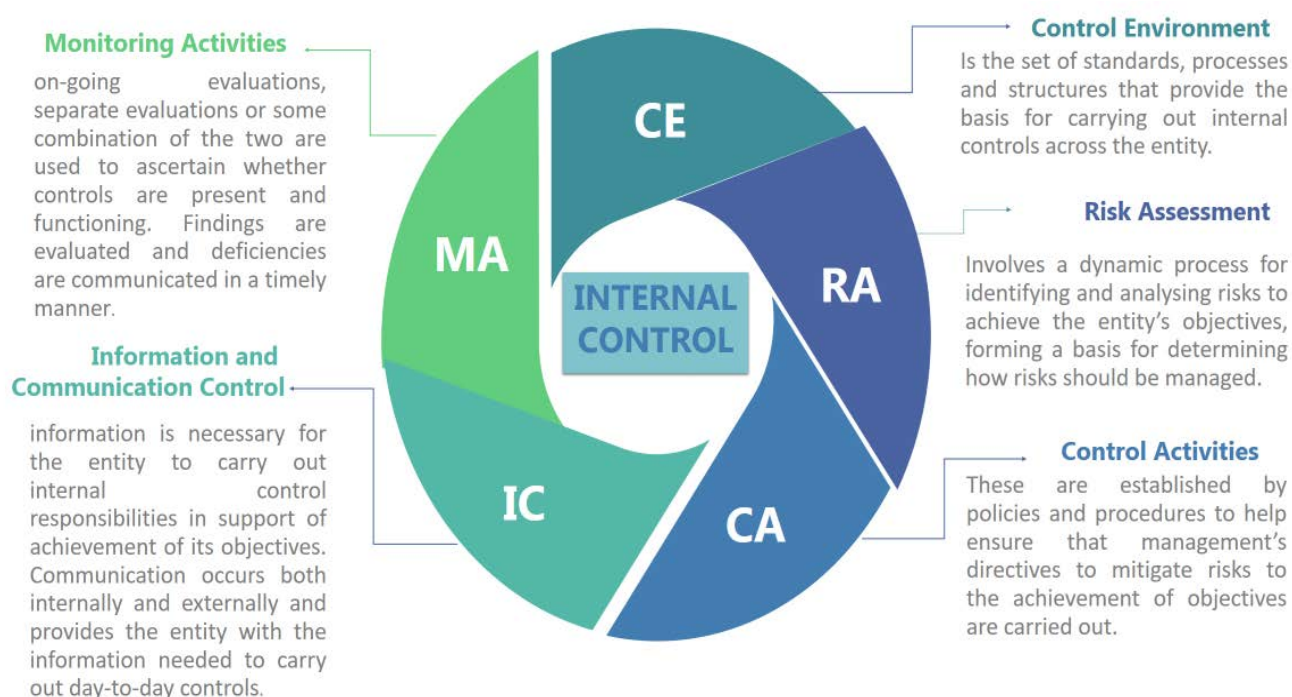 Monitoring Activities
on-going evaluations,
separate evaluations or some
combination of the two are
used to ascertain whether
controls are present and
functioning. Findings are
evaluated and deficiencies
are communicated in a timely
manner.
Information and
Communication Control
information is necessary for
the entity to carry out
internal control
responsibilities in support of
achievement of its objectives.
Communication occurs both
internally and externally and
provides the entity with the
information needed to carry
out day-to-day controls.
CE
RA
CA
IC
MA
INTERNAL
CONTROL
Control Environment
Is the set of standards, processes
and structures that provide the
basis for carrying out internal
controls across the entity.
Risk Assessment
Involves a dynamic process for
identifying and analysing risks to
achieve the entity’s objectives,
forming a basis for determining
how risks should be managed.
Control Activities
These are established by
policies and procedures to help
ensure that management’s
directives to mitigate risks to
the achievement of objectives
are carried out.